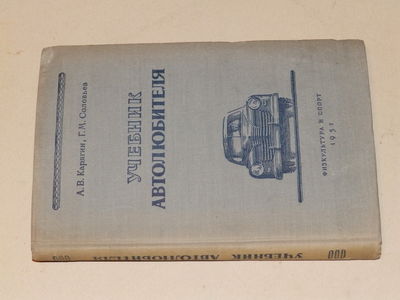 А.В. Карягин, Г.М. Соловьев
УЧЕБНИК
АВТОЛЮБИТЕЛЯ
ФИЗКУЛЬТУРА И СПОРТ
1951
УЧЕБНИК АВТОЛЮБИТЕЛЯ